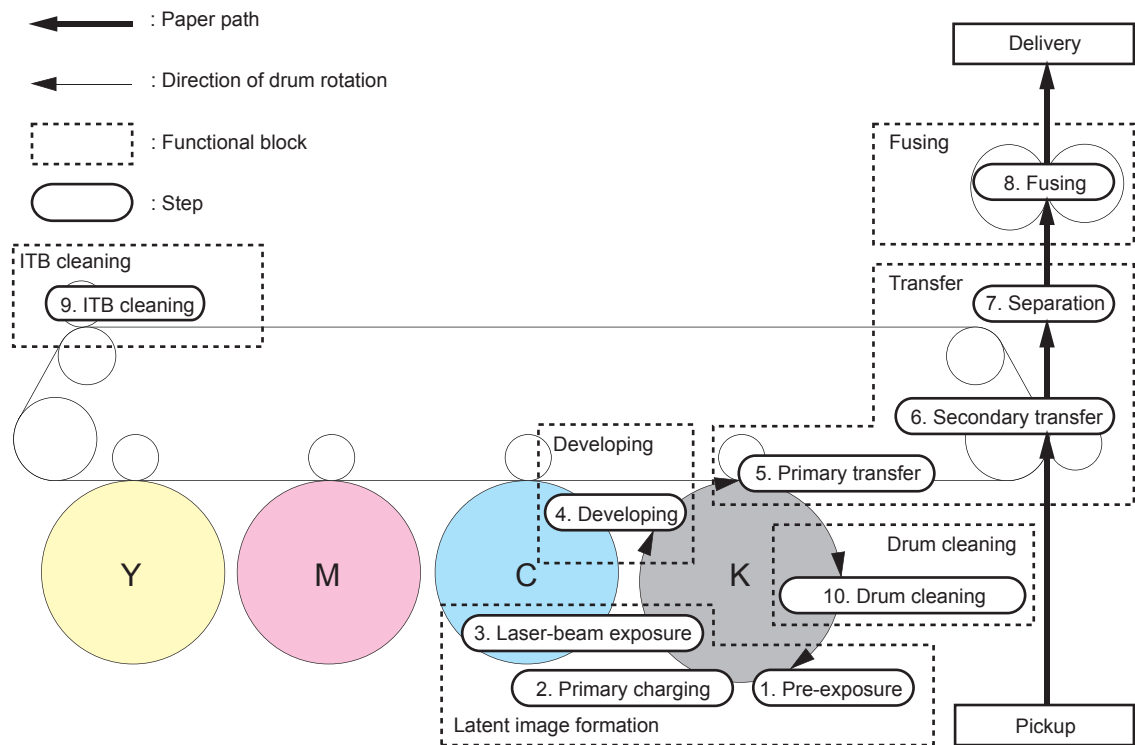 : Paper path
Delivery
: Direction of drum rotation
: Functional block
Fusing
8. Fusing
: Step
ITB cleaning
9. ITB cleaning
Transfer
7. Separation
6. Secondary transfer
Developing
5. Primary transfer
4. Developing
Drum cleaning
Y
M
C
K
10. Drum cleaning
3. Laser-beam exposure
2. Primary charging
1. Pre-exposure
Latent image formation
Pickup